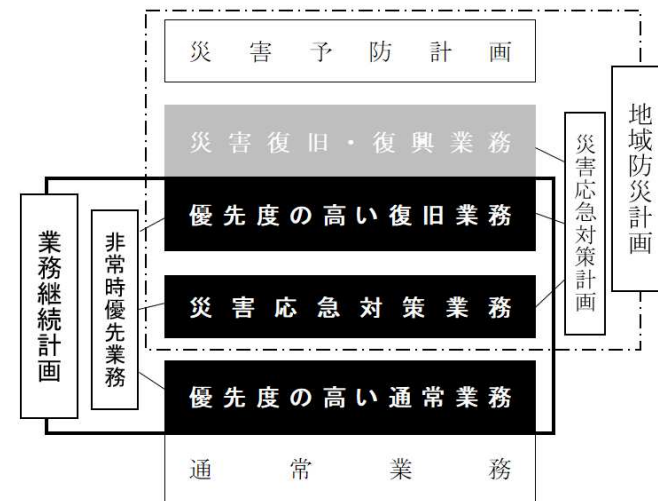 災害予防計画
地域防災計画
災害復旧・復興業務
災害応急対策計画
優先度の高い復旧業務
業務継続計画
非常時優先業務
災害応急対策業務
優先度の高い通常業務
通常業務